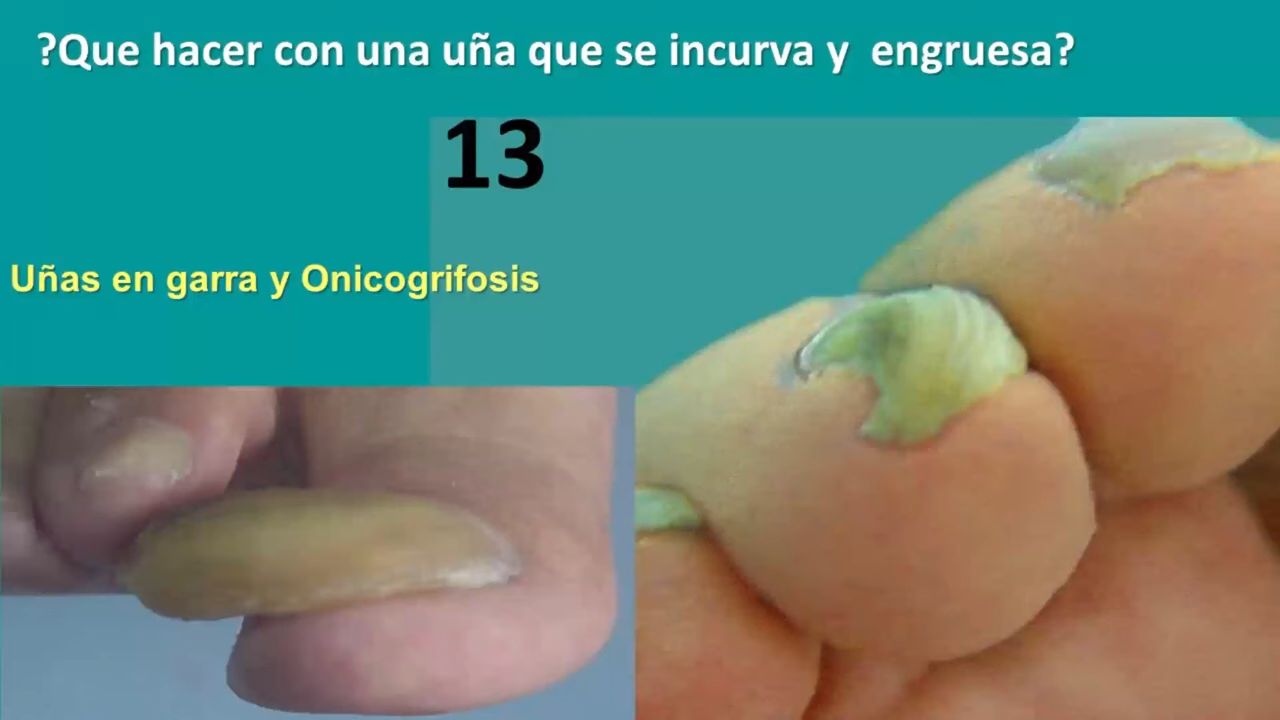 ?Que hacer con una uña que se incurva y  engruesa?
13
Uñas en garra y Onicogrifosis